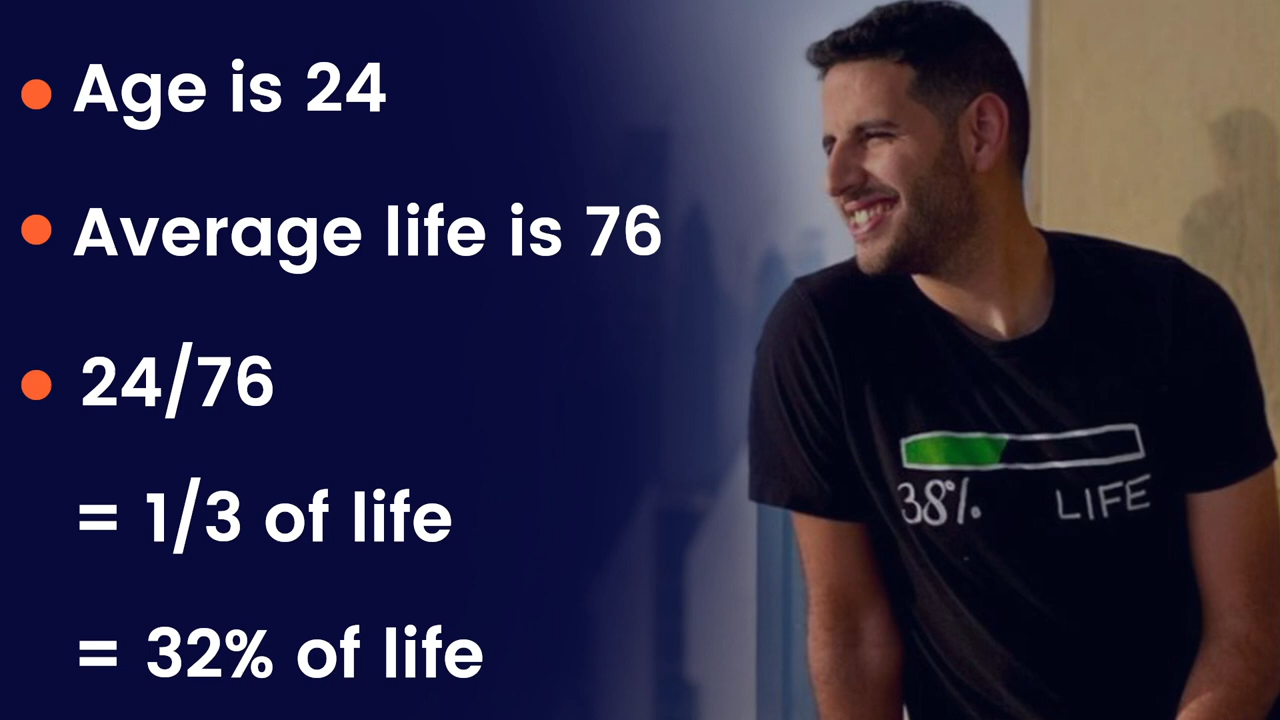 Age is 24
Average life is 76
24/76
= 1/3 of life
= 32% of life
38% LIFE